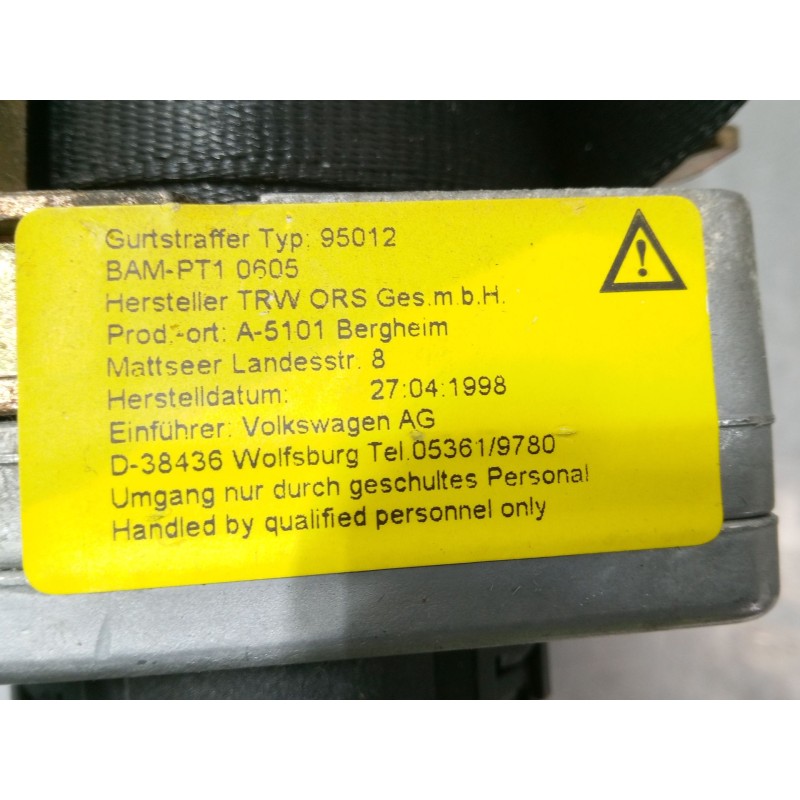 Gurtstraffer Typ: 95012
BAM-PT1 0605
Hersteller TRW ORS Ges.m.b.H.
Prod.-ort: A-5101 Bergheim
Mattseer Landesstr. 8
Herstelldatum: 27:04:1998
Einführer: Volkswagen AG
D-38436 Wolfsburg Tel.05361/9780
Umgang nur durch geschultes Personal
Handled by qualified personnel only